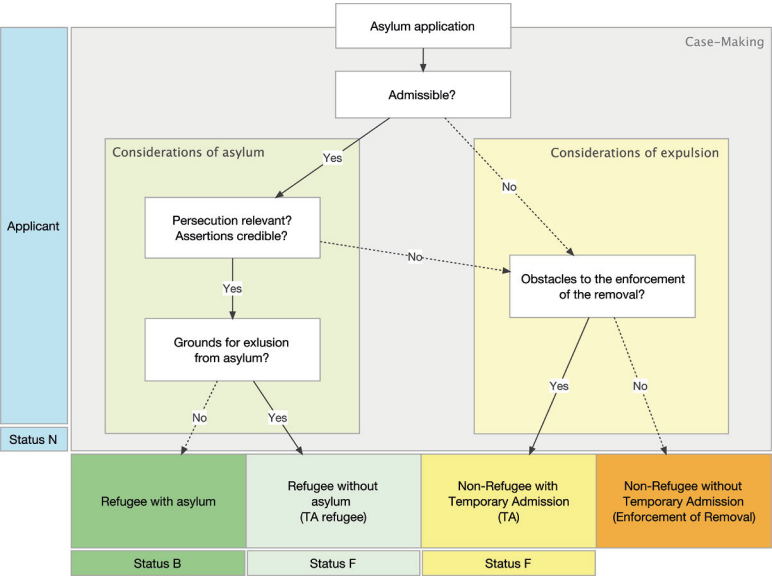 Asylum application
Case-Making
Admissible?
Considerations of asylum
Considerations of expulsion
Yes
No
Applicant
Persecution relevant?
Assertions credible?
No
Obstacles to the enforcement
of the removal?
Yes
Grounds for exlusion
from asylum?
No
Yes
Yes
No
Status N
Refugee with asylum
Refugee without
asylum
(TA refugee)
Non-Refugee with
Temporary Admission
(TA)
Non-Refugee without
Temporary Admission
(Enforcement of Removal)
Status B
Status F
Status F